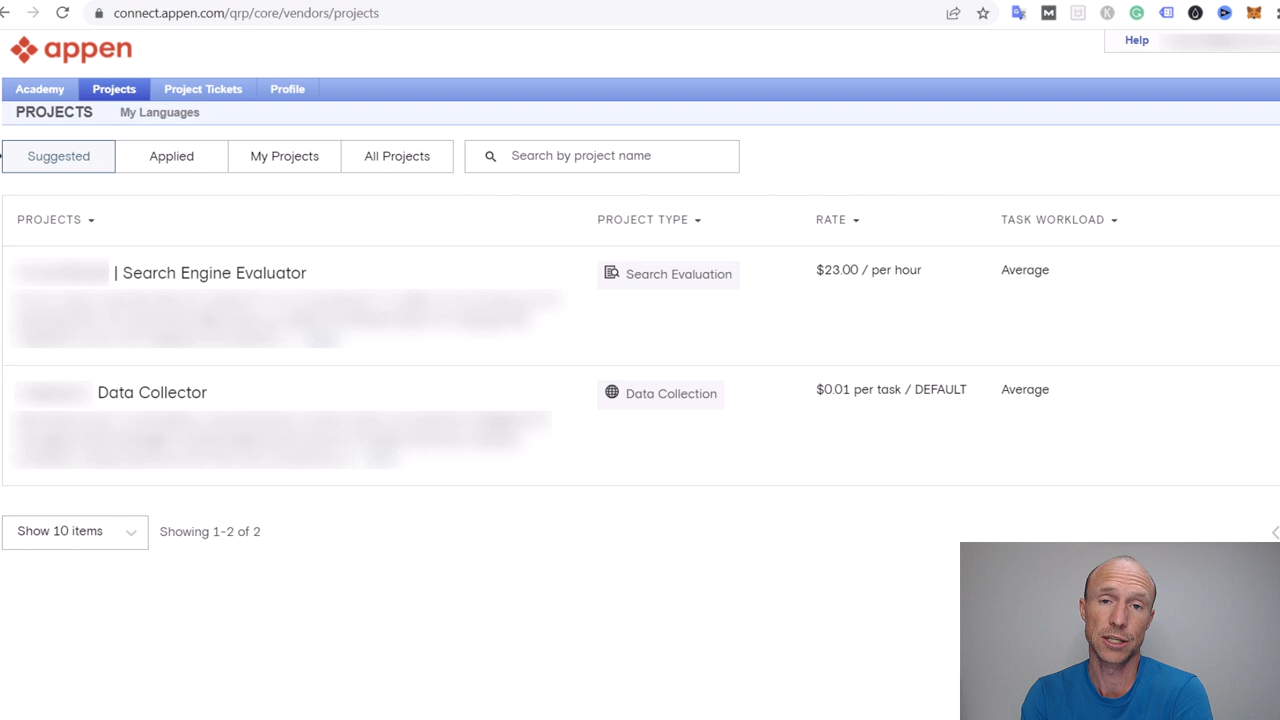 connect.appen.com/qrp/core/vendors/projects
appen
Help
Academy Projects Project Tickets Profile
PROJECTS My Languages
Suggested Applied My Projects All Projects Search by project name
PROJECTS PROJECT TYPE RATE TASK WORKLOAD
| Search Engine Evaluator Search Evaluation $23.00 / per hour Average
Data Collector Data Collection $0.01 per task / DEFAULT Average
Show 10 items Showing 1-2 of 2